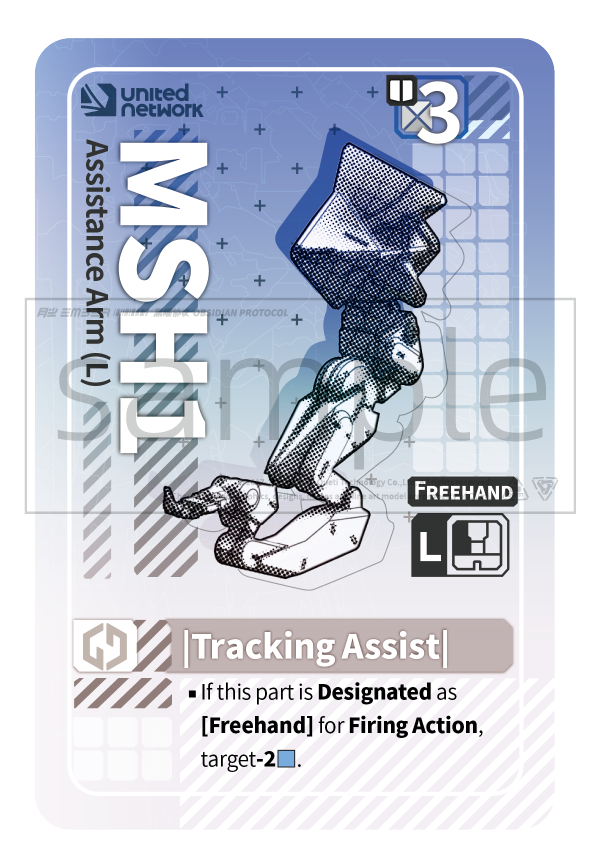 UNITED
NETWORK
3
MSH1
Assistance Arm (L)
OBSIDIAN PROTOCOL
sample
FREEHAND
L
|Tracking Assist|
▪ If this part is Designated as
[Freehand] for Firing Action,
target-2🟦.